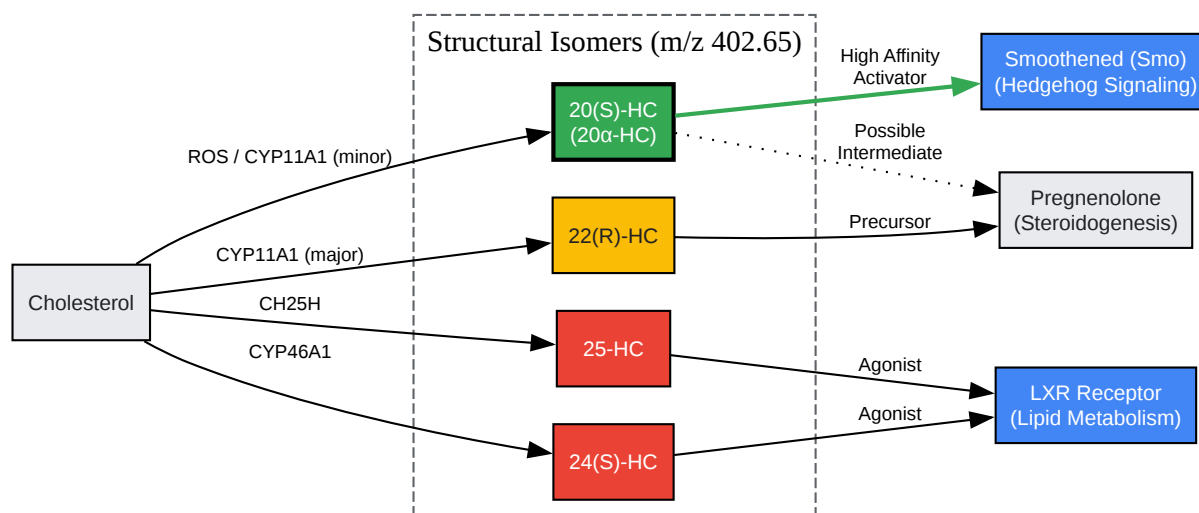 Structural Isomers (m/z 402.65)
High Affinity
Activator
Smoothened (Smo)
(Hedgehog Signaling)
20(S)-HC
(20α-HC)
ROS / CYP11A1 (minor)
Possible
Intermediate
Pregnenolone
(Steroidogenesis)
22(R)-HC
Precursor
CYP11A1 (major)
Cholesterol
CH25H
25-HC
CYP46A1
Agonist
LXR Receptor
(Lipid Metabolism)
Agonist
24(S)-HC